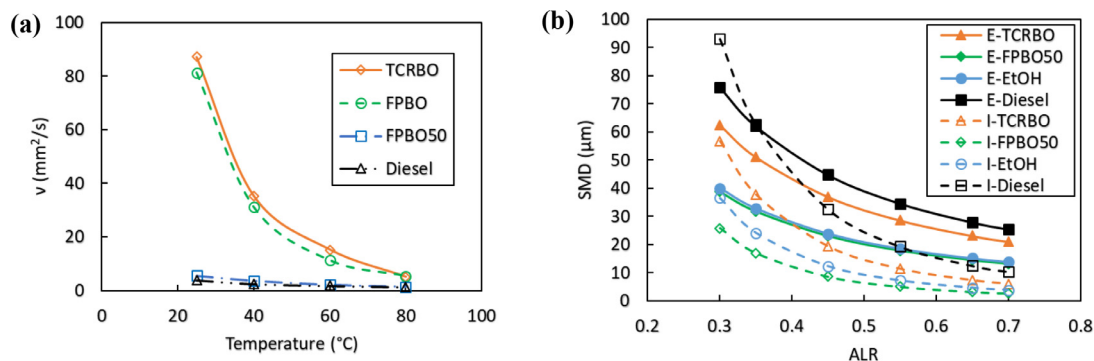 (a)
100
80
60
40
20
0
ν (mm²/s)
0 20 40 60 80 100
Temperature (°C)
TCRBO
FPBO
FPBO50
Diesel
(b)
100
90
80
70
60
50
40
30
20
10
0
SMD (μm)
0.2 0.3 0.4 0.5 0.6 0.7 0.8
ALR
E-TCRBO
E-FPBO50
E-EtOH
E-Diesel
I-TCRBO
I-FPBO50
I-EtOH
I-Diesel